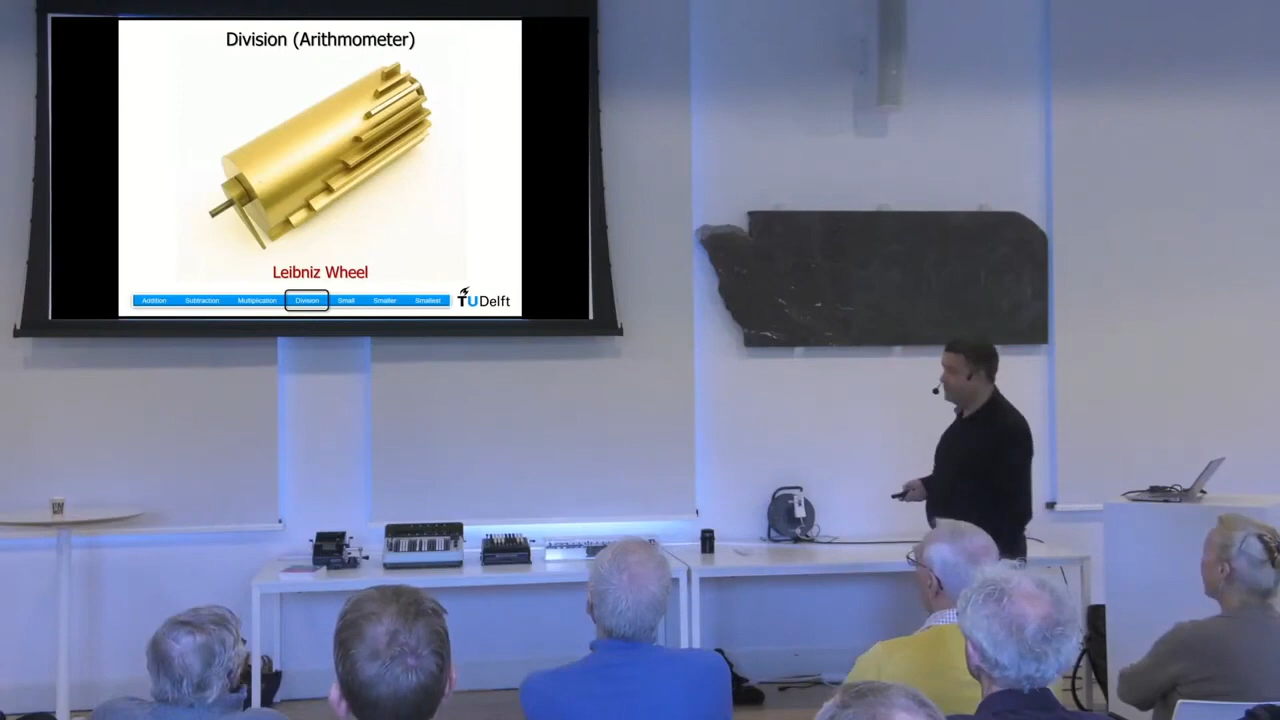 Division (Arithmometer)
Leibniz Wheel
Addition Subtraction Multiplication Division Small Smaller Smallest
TUDelft